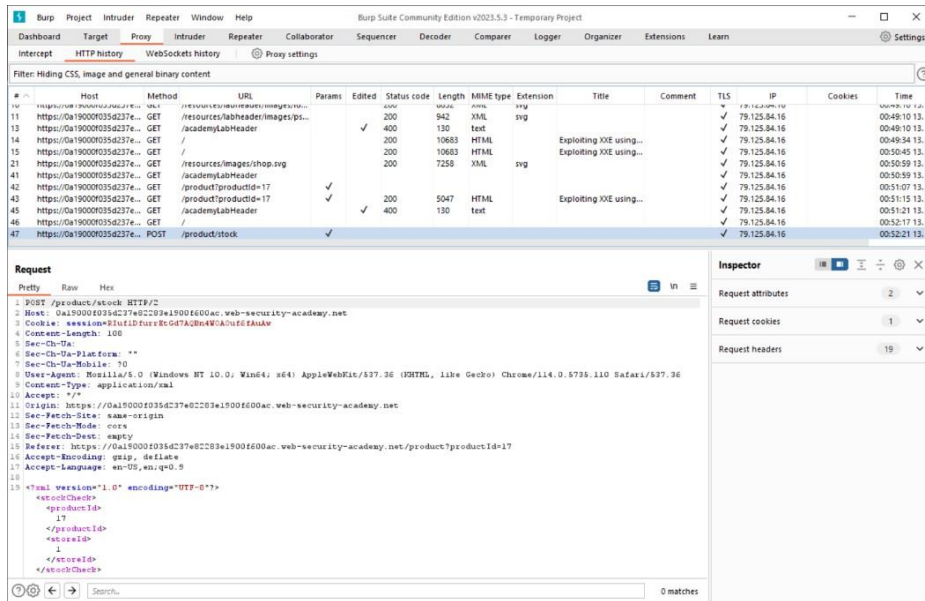 Burp Project Intruder Repeater Window Help Burp Suite Community Edition v2023.5.3 - Temporary Project
Dashboard Target Proxy Intruder Repeater Collaborator Sequencer Decoder Comparer Logger Organizer Extensions Learn Settings
Intercept HTTP history WebSockets history Proxy settings
Filter: Hiding CSS, image and general binary content
# Host Method URL Params Edited Status code Length MIME type Extension Title Comment TLS IP Cookies Time
11 https://0a19000f035d237e... GET /resources/labheader/images/ps... 200 942 XML svg ✓ 79.125.84.16 00:49:10 13.
13 https://0a19000f035d237e... GET /academyLabHeader ✓ 400 130 text ✓ 79.125.84.16 00:49:10 13.
14 https://0a19000f035d237e... GET / 200 10683 HTML Exploiting XXE using... ✓ 79.125.84.16 00:49:34 13.
15 https://0a19000f035d237e... GET / 200 10683 HTML Exploiting XXE using... ✓ 79.125.84.16 00:50:45 13.
21 https://0a19000f035d237e... GET /resources/images/shop.svg 200 7258 XML svg ✓ 79.125.84.16 00:50:59 13.
41 https://0a19000f035d237e... GET /academyLabHeader ✓ 79.125.84.16 00:50:59 13.
42 https://0a19000f035d237e... GET /product?productId=17 ✓ ✓ 79.125.84.16 00:51:07 13.
43 https://0a19000f035d237e... GET /product?productId=17 ✓ 200 5047 HTML Exploiting XXE using... ✓ 79.125.84.16 00:51:15 13.
45 https://0a19000f035d237e... GET /academyLabHeader ✓ 400 130 text ✓ 79.125.84.16 00:51:21 13.
46 https://0a19000f035d237e... GET / ✓ 79.125.84.16 00:52:17 13.
47 https://0a19000f035d237e... POST /product/stock ✓ ✓ 79.125.84.16 00:52:21 13.
Request
Pretty Raw Hex \n
1 POST /product/stock HTTP/2
2 Host: 0a19000f035d237e82283e1900f600ac.web-security-academy.net
3 Cookie:
4 Content-Length: 108
5 Sec-Ch-Ua:
6 Sec-Ch-Ua-Platform: ""
7 Sec-Ch-Ua-Mobile: ?0
8 User-Agent: Mozilla/5.0 (Windows NT 10.0; Win64; x64) AppleWebKit/537.36 (KHTML, like Gecko) Chrome/114.0.5735.110 Safari/537.36
9 Content-Type: application/xml
10 Accept: */*
11 Origin: https://0a19000f035d237e82283e1900f600ac.web-security-academy.net
12 Sec-Fetch-Site: same-origin
13 Sec-Fetch-Mode: cors
14 Sec-Fetch-Dest: empty
15 Referer: https://0a19000f035d237e82283e1900f600ac.web-security-academy.net/product?productId=17
16 Accept-Encoding: gzip, deflate
17 Accept-Language: en-US,en;q=0.9
18
19 <?xml version="1.0" encoding="UTF-8"?>
<stockCheck>
<productId>
17
</productId>
<storeId>
1
</storeId>
</stockCheck>
Inspector
Request attributes 2
Request cookies 1
Request headers 19
Search... 0 matches